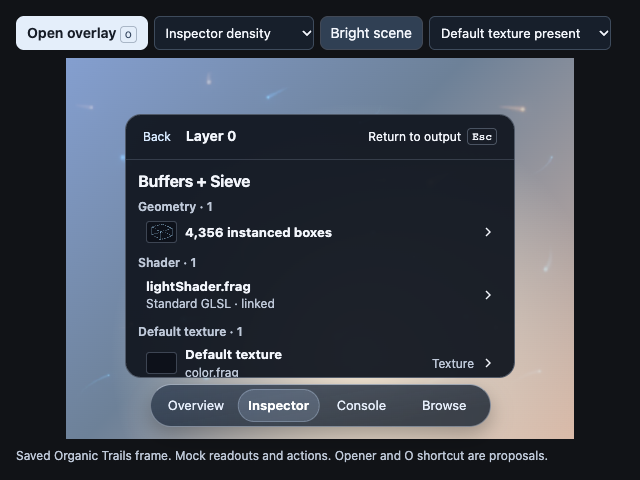 Open overlay o Inspector density Bright scene Default texture present
Back Layer 0 Return to output Esc
Buffers + Sieve
Geometry · 1
4,356 instanced boxes
Shader · 1
lightShader.frag
Standard GLSL · linked
Default texture · 1
Default texture
color.frag
Texture
Overview Inspector Console Browse
Saved Organic Trails frame. Mock readouts and actions. Opener and O shortcut are proposals.